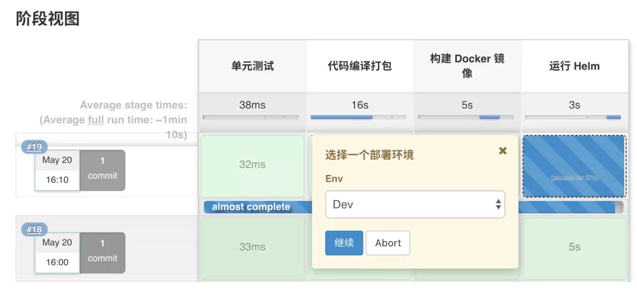 阶段视图
单元测试
代码编译打包
构建 Docker 镜
像
运行 Helm
Average stage times:
(Average full run time: ~1min
10s)
38ms
16s
5s
3s
#19
May 20
16:10
1
commit
32ms
选择一个部署环境
Env
Dev
继续
Abort
almost complete
#18
May 20
16:00
1
commit
33ms
5s